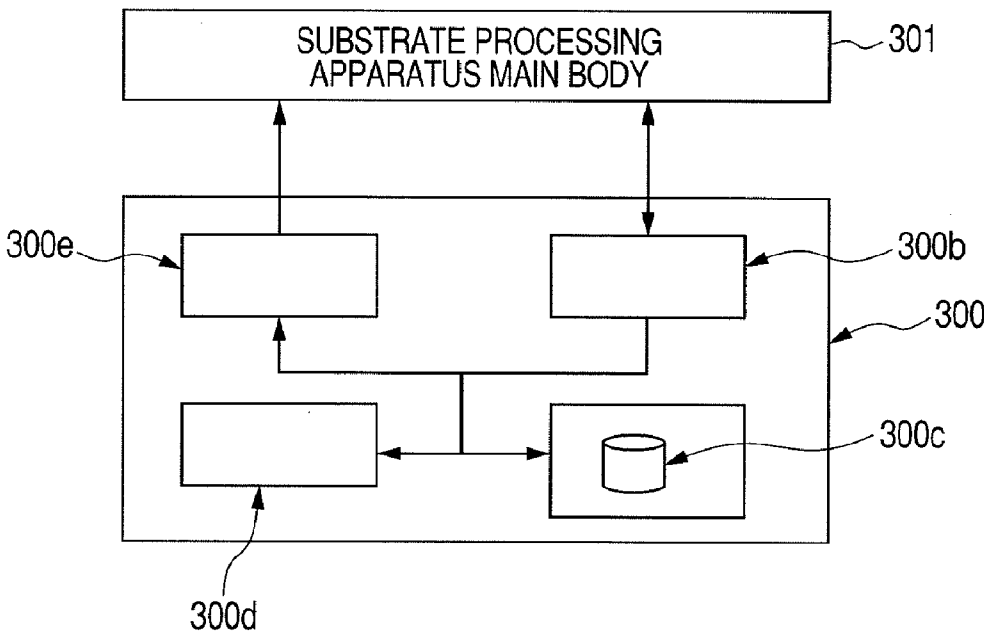 SUBSTRATE PROCESSING
APPARATUS MAIN BODY
301
300e
300b
300
300c
300d